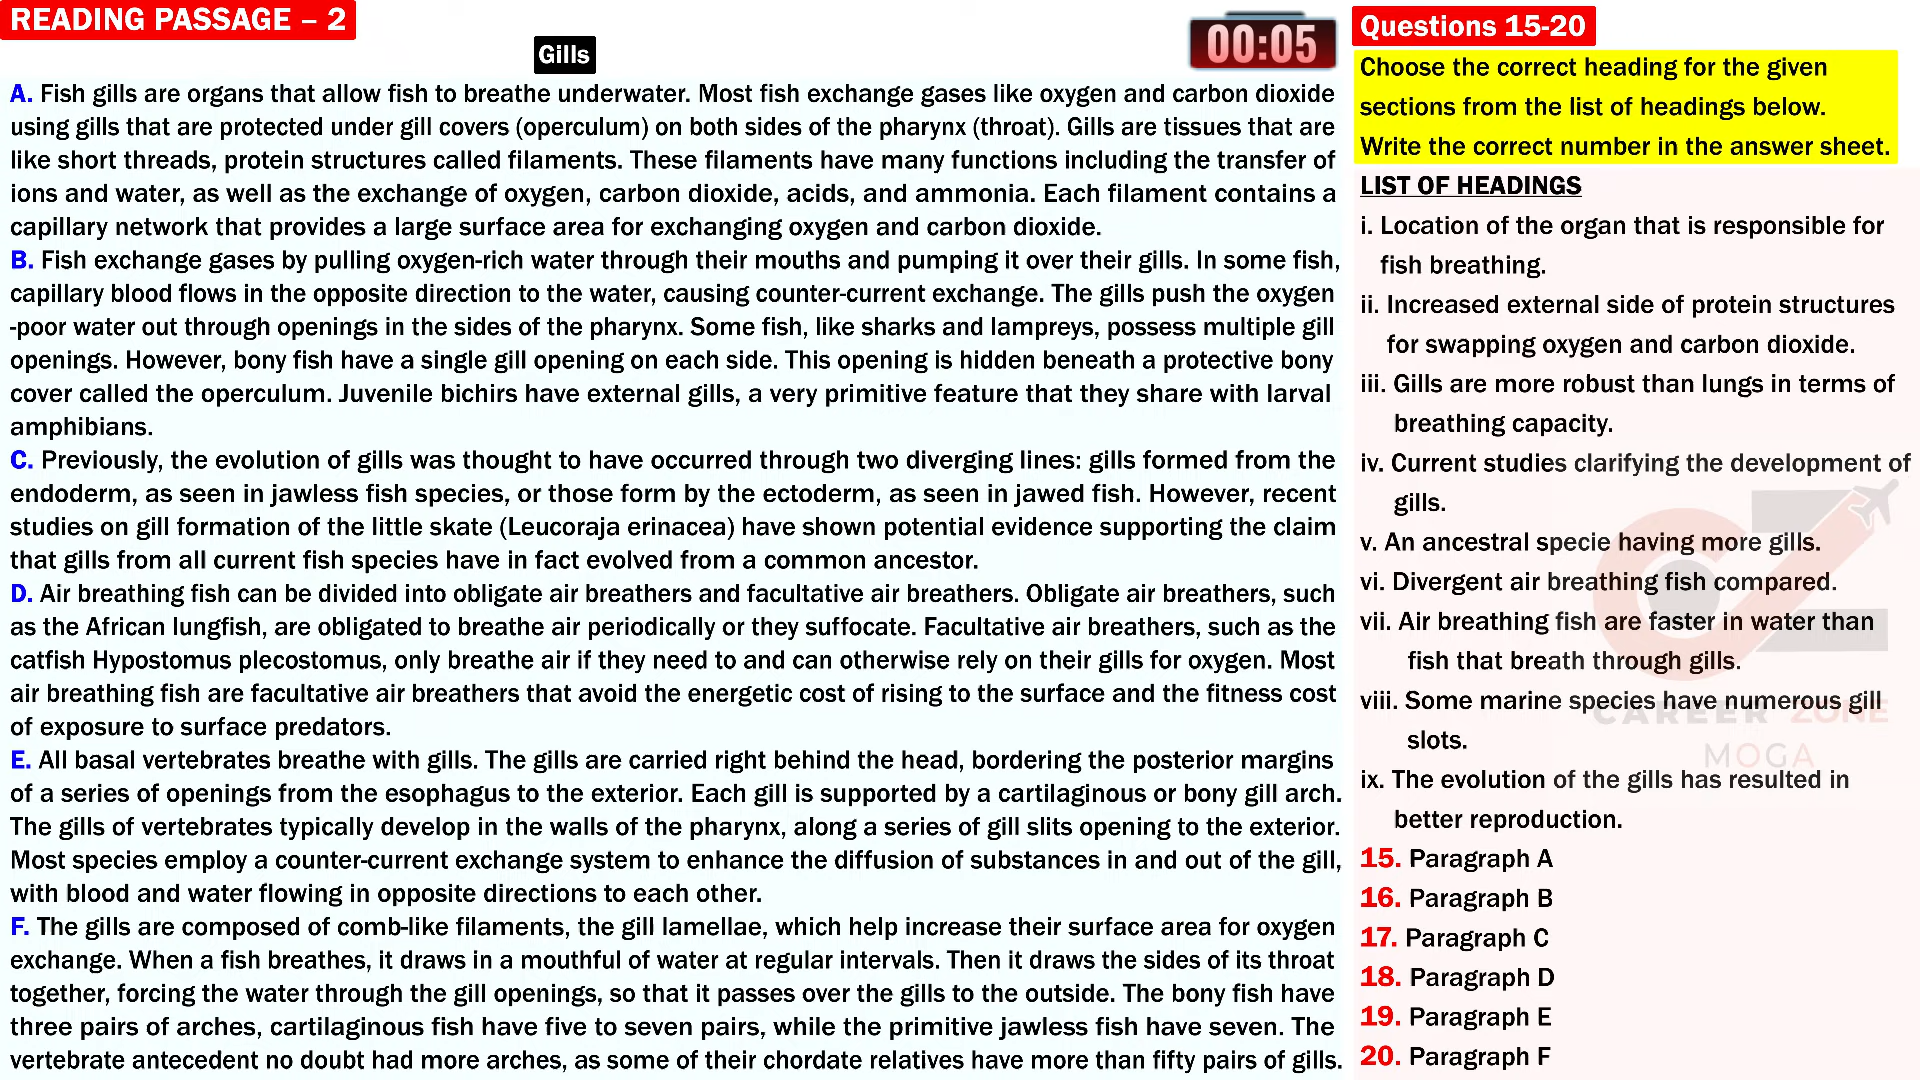 READING PASSAGE – 2
Gills
00:05
A. Fish gills are organs that allow fish to breathe underwater. Most fish exchange gases like oxygen and carbon dioxide
using gills that are protected under gill covers (operculum) on both sides of the pharynx (throat). Gills are tissues that are
like short threads, protein structures called filaments. These filaments have many functions including the transfer of
ions and water, as well as the exchange of oxygen, carbon dioxide, acids, and ammonia. Each filament contains a
capillary network that provides a large surface area for exchanging oxygen and carbon dioxide.
B. Fish exchange gases by pulling oxygen-rich water through their mouths and pumping it over their gills. In some fish,
capillary blood flows in the opposite direction to the water, causing counter-current exchange. The gills push the oxygen
-poor water out through openings in the sides of the pharynx. Some fish, like sharks and lampreys, possess multiple gill
openings. However, bony fish have a single gill opening on each side. This opening is hidden beneath a protective bony
cover called the operculum. Juvenile bichirs have external gills, a very primitive feature that they share with larval
amphibians.
C. Previously, the evolution of gills was thought to have occurred through two diverging lines: gills formed from the
endoderm, as seen in jawless fish species, or those form by the ectoderm, as seen in jawed fish. However, recent
studies on gill formation of the little skate (Leucoraja erinacea) have shown potential evidence supporting the claim
that gills from all current fish species have in fact evolved from a common ancestor.
D. Air breathing fish can be divided into obligate air breathers and facultative air breathers. Obligate air breathers, such
as the African lungfish, are obligated to breathe air periodically or they suffocate. Facultative air breathers, such as the
catfish Hypostomus plecostomus, only breathe air if they need to and can otherwise rely on their gills for oxygen. Most
air breathing fish are facultative air breathers that avoid the energetic cost of rising to the surface and the fitness cost
of exposure to surface predators.
E. All basal vertebrates breathe with gills. The gills are carried right behind the head, bordering the posterior margins
of a series of openings from the esophagus to the exterior. Each gill is supported by a cartilaginous or bony gill arch.
The gills of vertebrates typically develop in the walls of the pharynx, along a series of gill slits opening to the exterior.
Most species employ a counter-current exchange system to enhance the diffusion of substances in and out of the gill,
with blood and water flowing in opposite directions to each other.
F. The gills are composed of comb-like filaments, the gill lamellae, which help increase their surface area for oxygen
exchange. When a fish breathes, it draws in a mouthful of water at regular intervals. Then it draws the sides of its throat
together, forcing the water through the gill openings, so that it passes over the gills to the outside. The bony fish have
three pairs of arches, cartilaginous fish have five to seven pairs, while the primitive jawless fish have seven. The
vertebrate antecedent no doubt had more arches, as some of their chordate relatives have more than fifty pairs of gills.
Questions 15-20
Choose the correct heading for the given
sections from the list of headings below.
Write the correct number in the answer sheet.
LIST OF HEADINGS
i. Location of the organ that is responsible for
fish breathing.
ii. Increased external side of protein structures
for swapping oxygen and carbon dioxide.
iii. Gills are more robust than lungs in terms of
breathing capacity.
iv. Current studies clarifying the development of
gills.
v. An ancestral specie having more gills.
vi. Divergent air breathing fish compared.
vii. Air breathing fish are faster in water than
fish that breath through gills.
viii. Some marine species have numerous gill
slots.
CAREER ZONE
MOGA
ix. The evolution of the gills has resulted in
better reproduction.
15. Paragraph A
16. Paragraph B
17. Paragraph C
18. Paragraph D
19. Paragraph E
20. Paragraph F